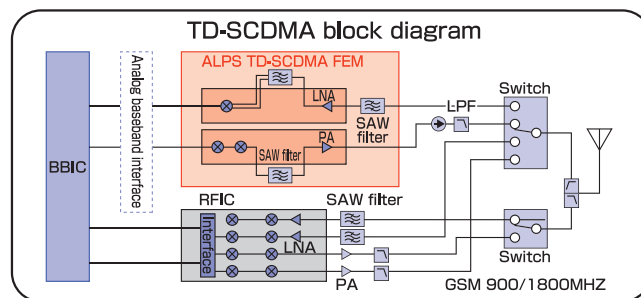 TD-SCDMA block diagram
ALPS TD-SCDMA FEM
Analog baseband interface
BBIC
LNA
SAW
filter
LPF
Switch
PA
SAW filter
RFIC
SAW filter
Interface
LNA
PA
Switch
GSM 900/1800MHZ